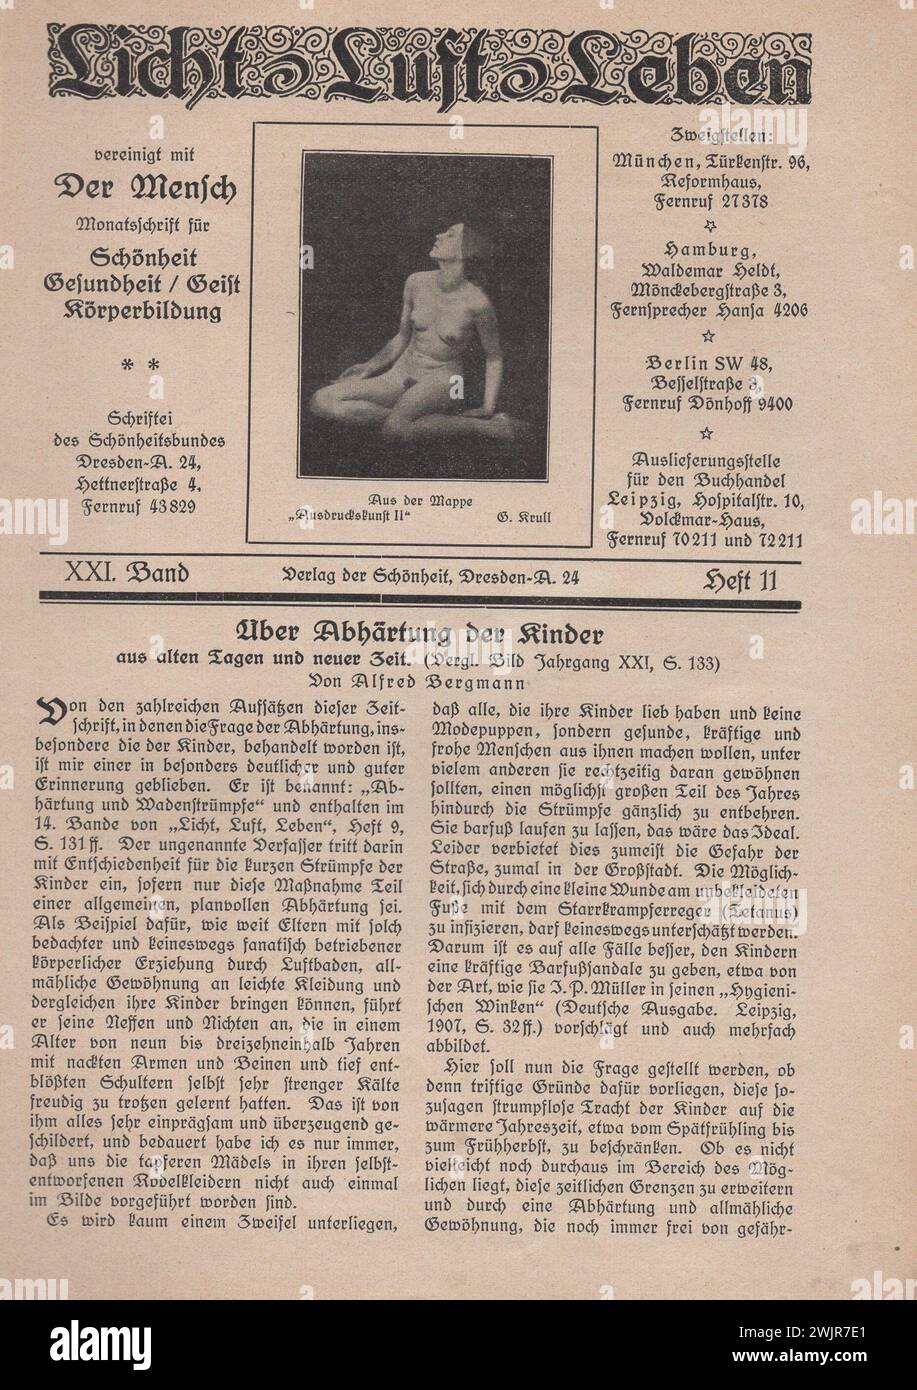 Licht Luft Leben
vereinigt mit
Der Mensch
Monatsschrift für
Schönheit
Gesundheit / Geist
Körperbildung
* *
Schriftlei
des Schönheitsbundes
Dresden-A. 24,
Hettnerstraße 4,
Fernruf 43829
Aus der Mappe
„Ausdruckskunst II“ G. Krull
Zweigstellen:
München, Türkenstr. 96,
Reformhaus,
Fernruf 27378
☆
Hamburg,
Waldemar Heldt,
Mönckebergstraße 3,
Fernsprecher Hansa 4206
☆
Berlin SW 48,
Besselstraße 3,
Fernruf Dönhoff 9400
☆
Auslieferungsstelle
für den Buchhandel
Leipzig, Hospitalstr. 10,
Volckmar-Haus,
Fernruf 70211 und 72211
XXI. Band Verlag der Schönheit, Dresden-A. 24 Heft 11
Über Abhärtung der Kinder
aus alten Tagen und neuer Zeit. (Vergl. Bild Jahrgang XXI, S. 133)
Von Alfred Bergmann
Von den zahlreichen Aufsätzen dieser Zeit-
schrift, in denen die Frage der Abhärtung, ins-
besondere die der Kinder, behandelt worden ist,
ist mir einer in besonders deutlicher und guter
Erinnerung geblieben. Er ist benannt: „Ab-
härtung und Wadenstrümpfe“ und enthalten im
14. Bande von „Licht, Luft, Leben“, Heft 9,
S. 131 ff. Der ungenannte Verfasser tritt darin
mit Entschiedenheit für die kurzen Strümpfe der
Kinder ein, sofern nur diese Maßnahme Teil
einer allgemeinen, planvollen Abhärtung sei.
Als Beispiel dafür, wie weit Eltern mit solch
bedachter und keineswegs fanatisch betriebener
körperlicher Erziehung durch Luftbaden, all-
mähliche Gewöhnung an leichte Kleidung und
dergleichen ihre Kinder bringen können, führt
er seine Neffen und Nichten an, die in einem
Alter von neun bis dreizehneinhalb Jahren
mit nackten Armen und Beinen und tief ent-
blößten Schultern selbst sehr strenger Kälte
freudig zu trotzen gelernt hatten. Das ist von
ihm alles sehr einprägsam und überzeugend ge-
schildert, und bedauert habe ich es nur immer,
daß uns die tapferen Mädels in ihren selbst-
entworfenen Rodelkleidern nicht auch einmal
im Bilde vorgeführt worden sind.
Es wird kaum einem Zweifel unterliegen,
daß alle, die ihre Kinder lieb haben und keine
Modepuppen, sondern gesunde, kräftige und
frohe Menschen aus ihnen machen wollen, unter
vielem anderen sie rechtzeitig daran gewöhnen
sollten, einen möglichst großen Teil des Jahres
hindurch die Strümpfe gänzlich zu entbehren.
Sie barfuß laufen zu lassen, das wäre das Ideal.
Leider verbietet dies zumeist die Gefahr der
Straße, zumal in der Großstadt. Die Möglich-
keit, sich durch eine kleine Wunde am unbekleideten
Fuße mit dem Starrkrampferreger (Tetanus)
zu infizieren, darf keineswegs unterschätzt werden.
Darum ist es auf alle Fälle besser, den Kindern
eine kräftige Barfußsandale zu geben, etwa von
der Art, wie sie J. P. Müller in seinen „Hygieni-
schen Winken“ (Deutsche Ausgabe. Leipzig,
1907, S. 32 ff.) vorschlägt und auch mehrfach
abbildet.
Hier soll nun die Frage gestellt werden, ob
denn triftige Gründe dafür vorliegen, diese so-
zusagen strumpflose Tracht der Kinder auf die
wärmere Jahreszeit, etwa vom Spätfrühling bis
zum Frühherbst, zu beschränken. Ob es nicht
vielleicht noch durchaus im Bereich des Mög-
lichen liegt, diese zeitlichen Grenzen zu erweitern
und durch eine Abhärtung und allmähliche
Gewöhnung, die noch immer frei von gefähr-
alamy
Image ID: 2WJR7E1
www.alamy.com